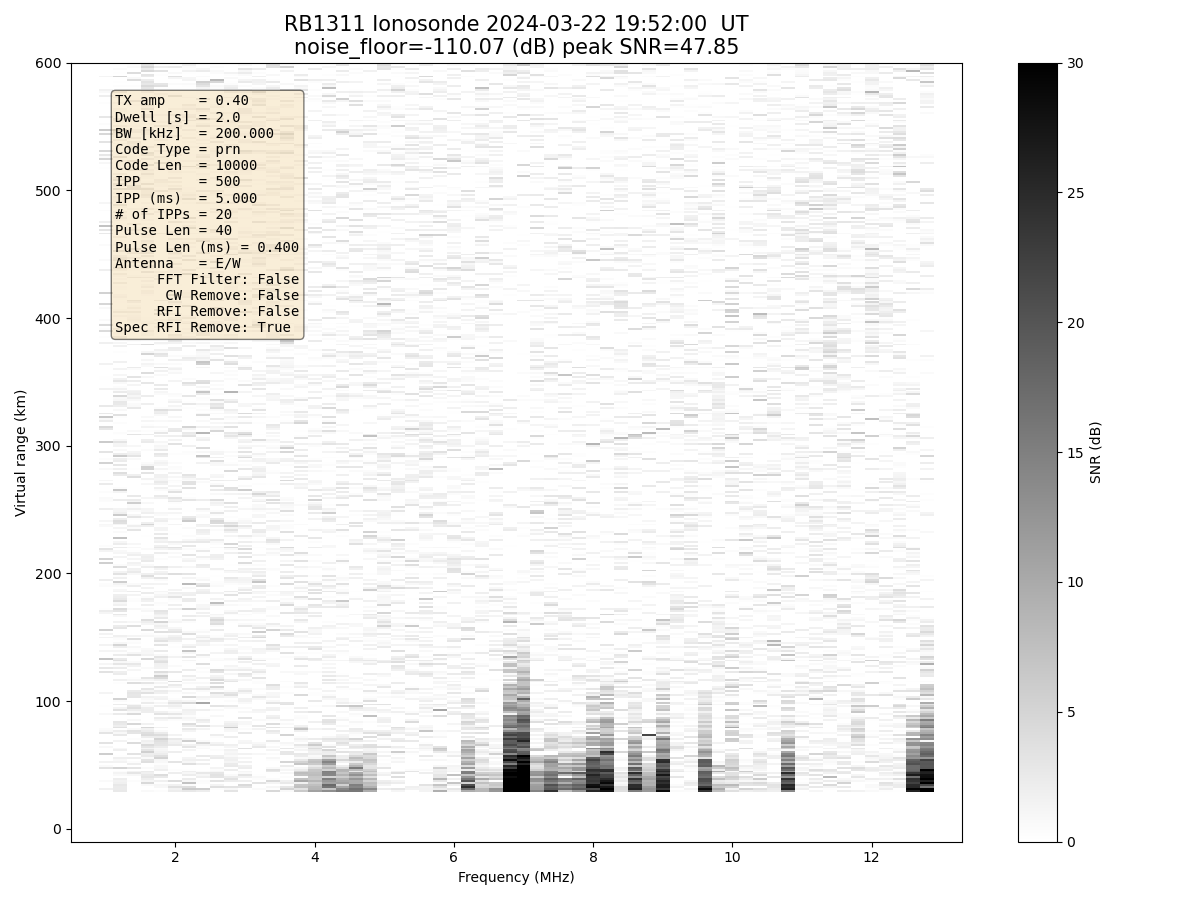 RB1311 Ionosonde 2024-03-22 19:52:00  UT
noise_floor=-110.07 (dB) peak SNR=47.85
600
500
400
300
200
100
0
Virtual range (km)
TX amp    = 0.40
Dwell [s] = 2.0
BW [kHz]  = 200.000
Code Type = prn
Code Len  = 10000
IPP       = 500
IPP (ms)  = 5.000
# of IPPs = 20
Pulse Len = 40
Pulse Len (ms) = 0.400
Antenna   = E/W
FFT Filter: False
CW Remove: False
RFI Remove: False
Spec RFI Remove: True
2 4 6 8 10 12
Frequency (MHz)
30
25
20
15
10
5
0
SNR (dB)